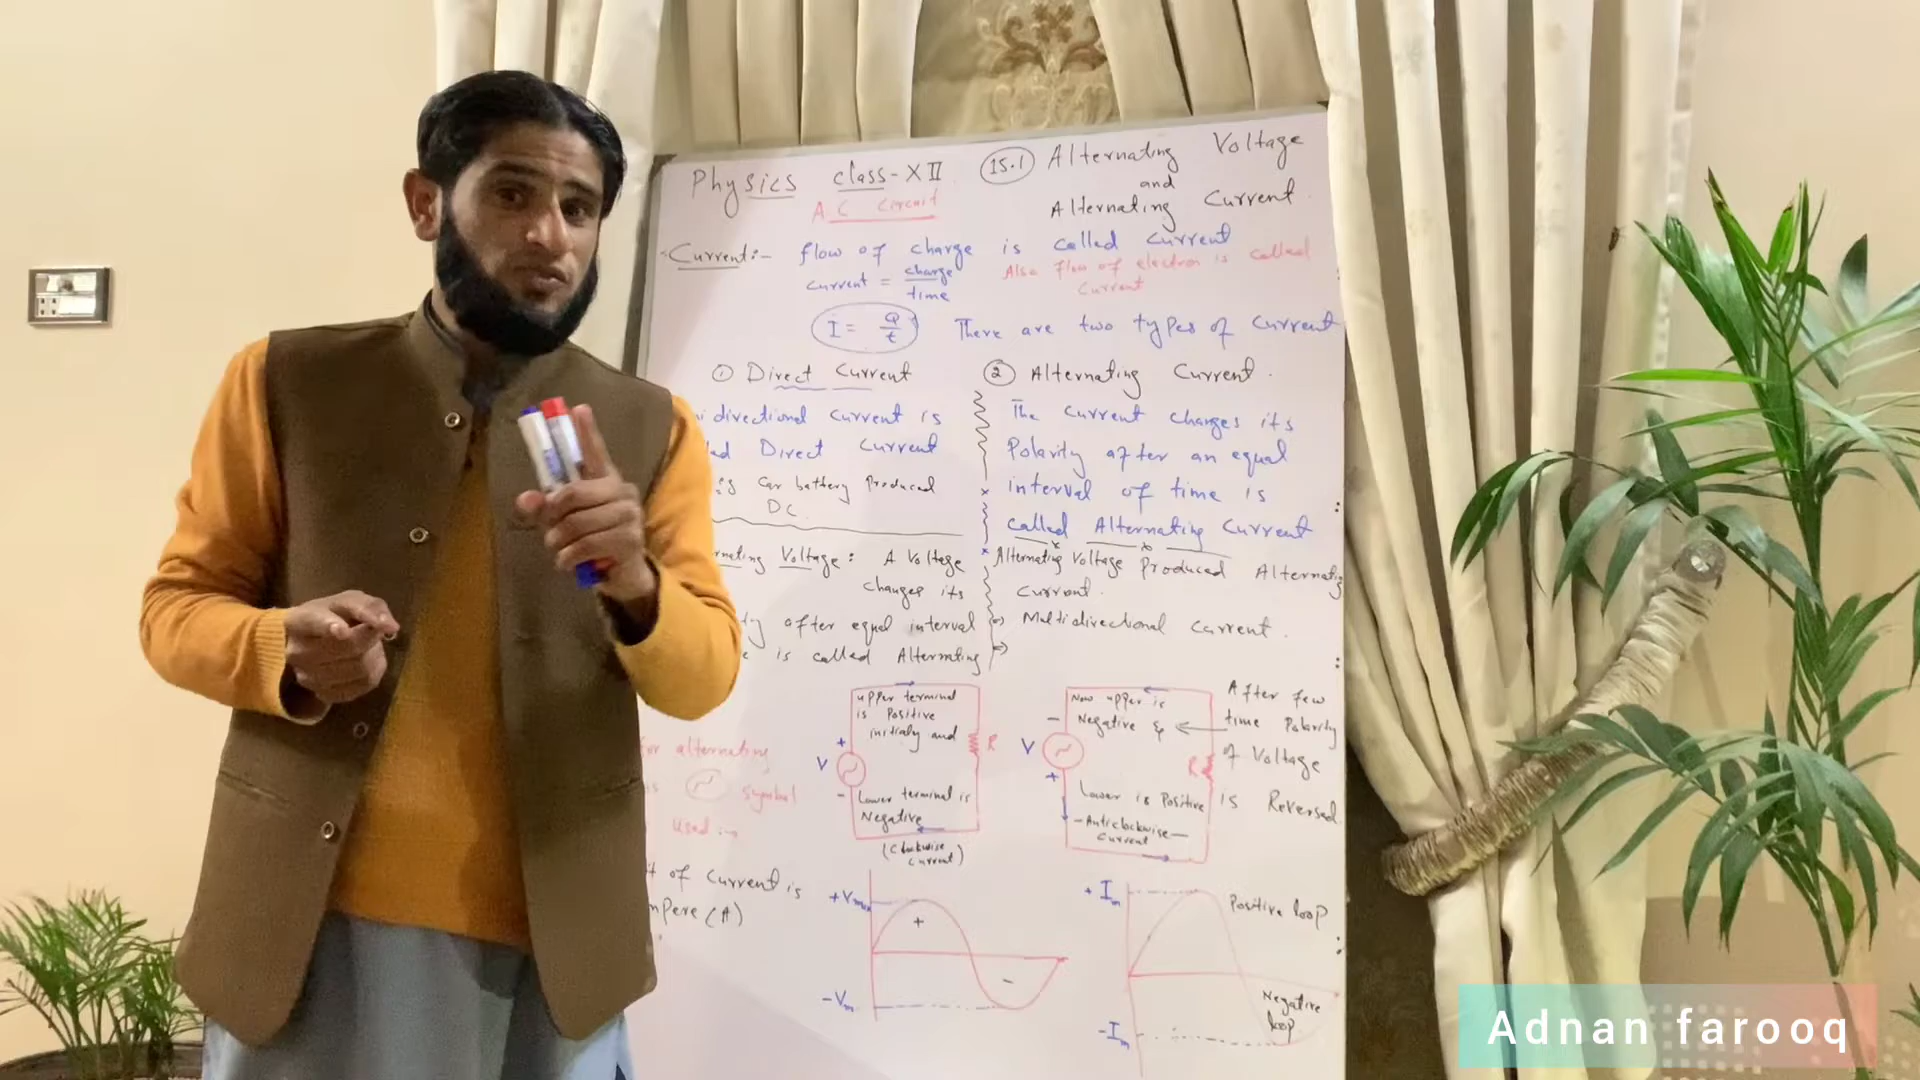 Physics class-XII
A C Circuit
15.1 Alternating Voltage
and
Alternating Current
Current:- flow of charge is called current
current = charge / time
Also flow of electron is called
current
I = Q / t There are two types of current
① Direct Current
directional current is
Direct Current
car battery Produced
DC
② Alternating Current.
The current changes its
Polarity after an equal
interval of time is
called Alternating Current
Voltage: A Voltage
changes its
after equal interval
is called Alternating
Alternating Voltage Produced Alternatig
Current.
Multidirectional current.
for alternating
is symbol
used
of current is
(A)
upper terminal
is Positive
initialy and
+
V
-
R
Lower terminal is
Negative
(Clockwise
Current)
Now upper is
Negative &
-
V
+
R
Lower is Positive
-Anticlockwise-
Current
After few
time Polarity
of Voltage
is Reversed
+
-
-Vm
+Im
Positive loop
Negative
loop
-Im
Adnan farooq